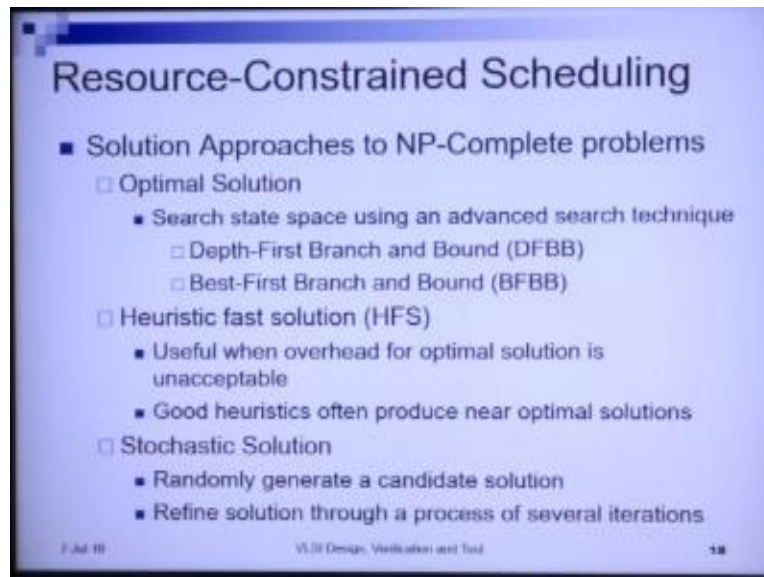 Resource-Constrained Scheduling
Solution Approaches to NP-Complete problems
Optimal Solution
Search state space using an advanced search technique
Depth-First Branch and Bound (DFBB)
Best-First Branch and Bound (BFBB)
Heuristic fast solution (HFS)
Useful when overhead for optimal solution is
unacceptable
Good heuristics often produce near optimal solutions
Stochastic Solution
Randomly generate a candidate solution
Refine solution through a process of several iterations
VLSI Design, Verification and Test
18